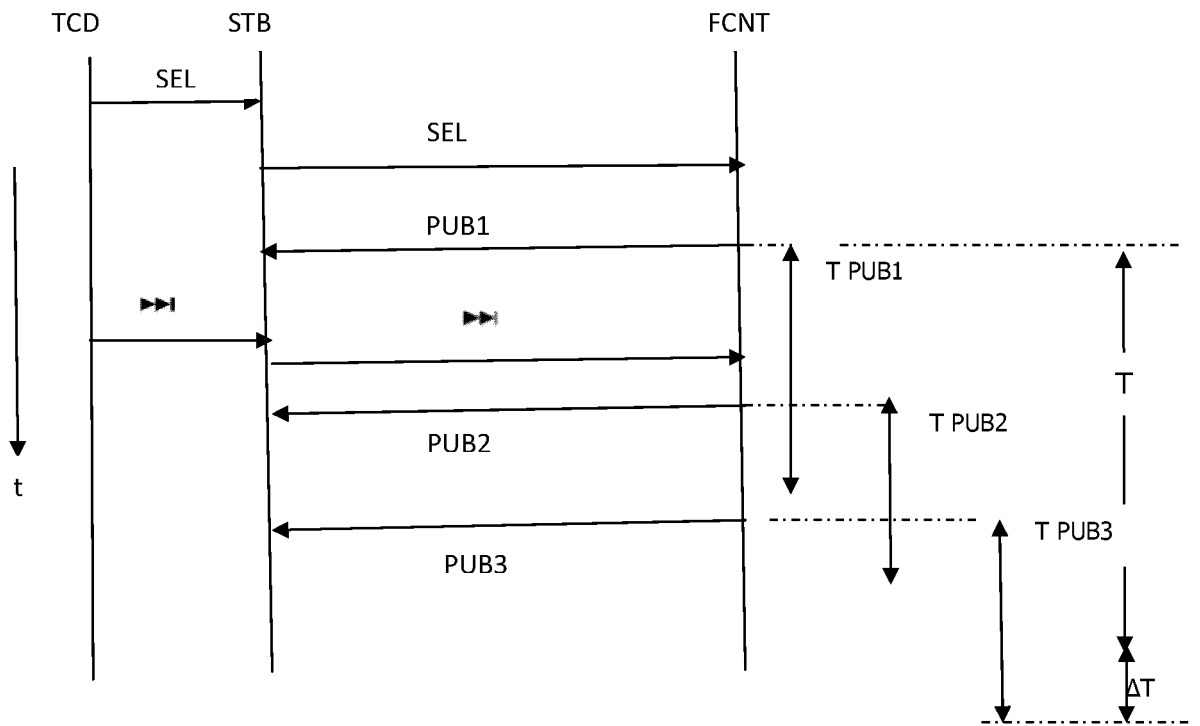 TCD STB FCNT
SEL
SEL
PUB1
T PUB1
T
T PUB2
PUB2
t
T PUB3
PUB3
ΔT